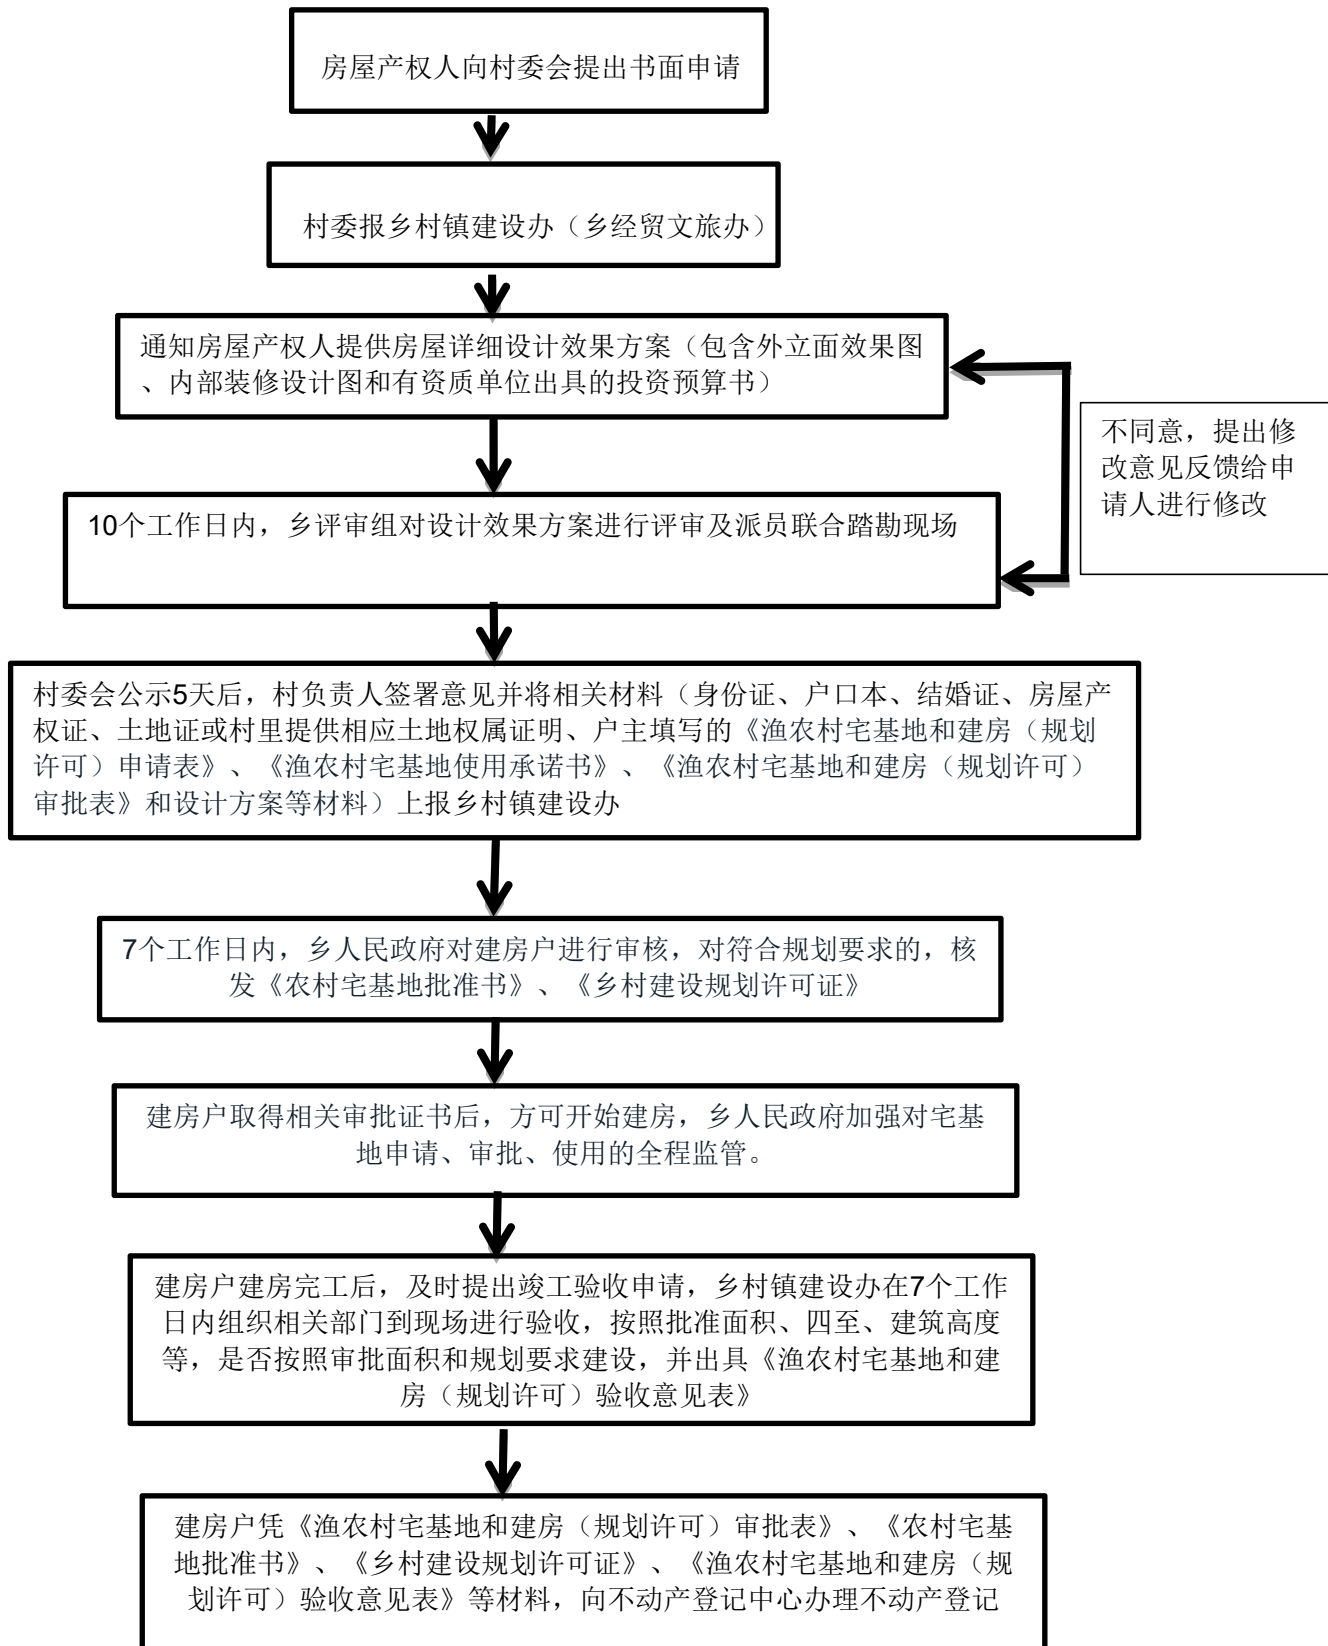 房屋产权人向村委会提出书面申请
村委报乡村镇建设办（乡经贸文旅办）
通知房屋产权人提供房屋详细设计效果方案（包含外立面效果图
、内部装修设计图和有资质单位出具的投资预算书）
不同意，提出修
改意见反馈给申
请人进行修改
10个工作日内，乡评审组对设计效果方案进行评审及派员联合踏勘现场
村委会公示5天后，村负责人签署意见并将相关材料（身份证、户口本、结婚证、房屋产
权证、土地证或村里提供相应土地权属证明、户主填写的《渔农村宅基地和建房（规划
许可）申请表》、《渔农村宅基地使用承诺书》、《渔农村宅基地和建房（规划许可）
审批表》和设计方案等材料）上报乡村镇建设办
7个工作日内，乡人民政府对建房户进行审核，对符合规划要求的，核
发《农村宅基地批准书》、《乡村建设规划许可证》
建房户取得相关审批证书后，方可开始建房，乡人民政府加强对宅基
地申请、审批、使用的全程监管。
建房户建房完工后，及时提出竣工验收申请，乡村镇建设办在7个工作
日内组织相关部门到现场进行验收，按照批准面积、四至、建筑高度
等，是否按照审批面积和规划要求建设，并出具《渔农村宅基地和建
房（规划许可）验收意见表》
建房户凭《渔农村宅基地和建房（规划许可）审批表》、《农村宅基
地批准书》、《乡村建设规划许可证》、《渔农村宅基地和建房（规
划许可）验收意见表》等材料，向不动产登记中心办理不动产登记